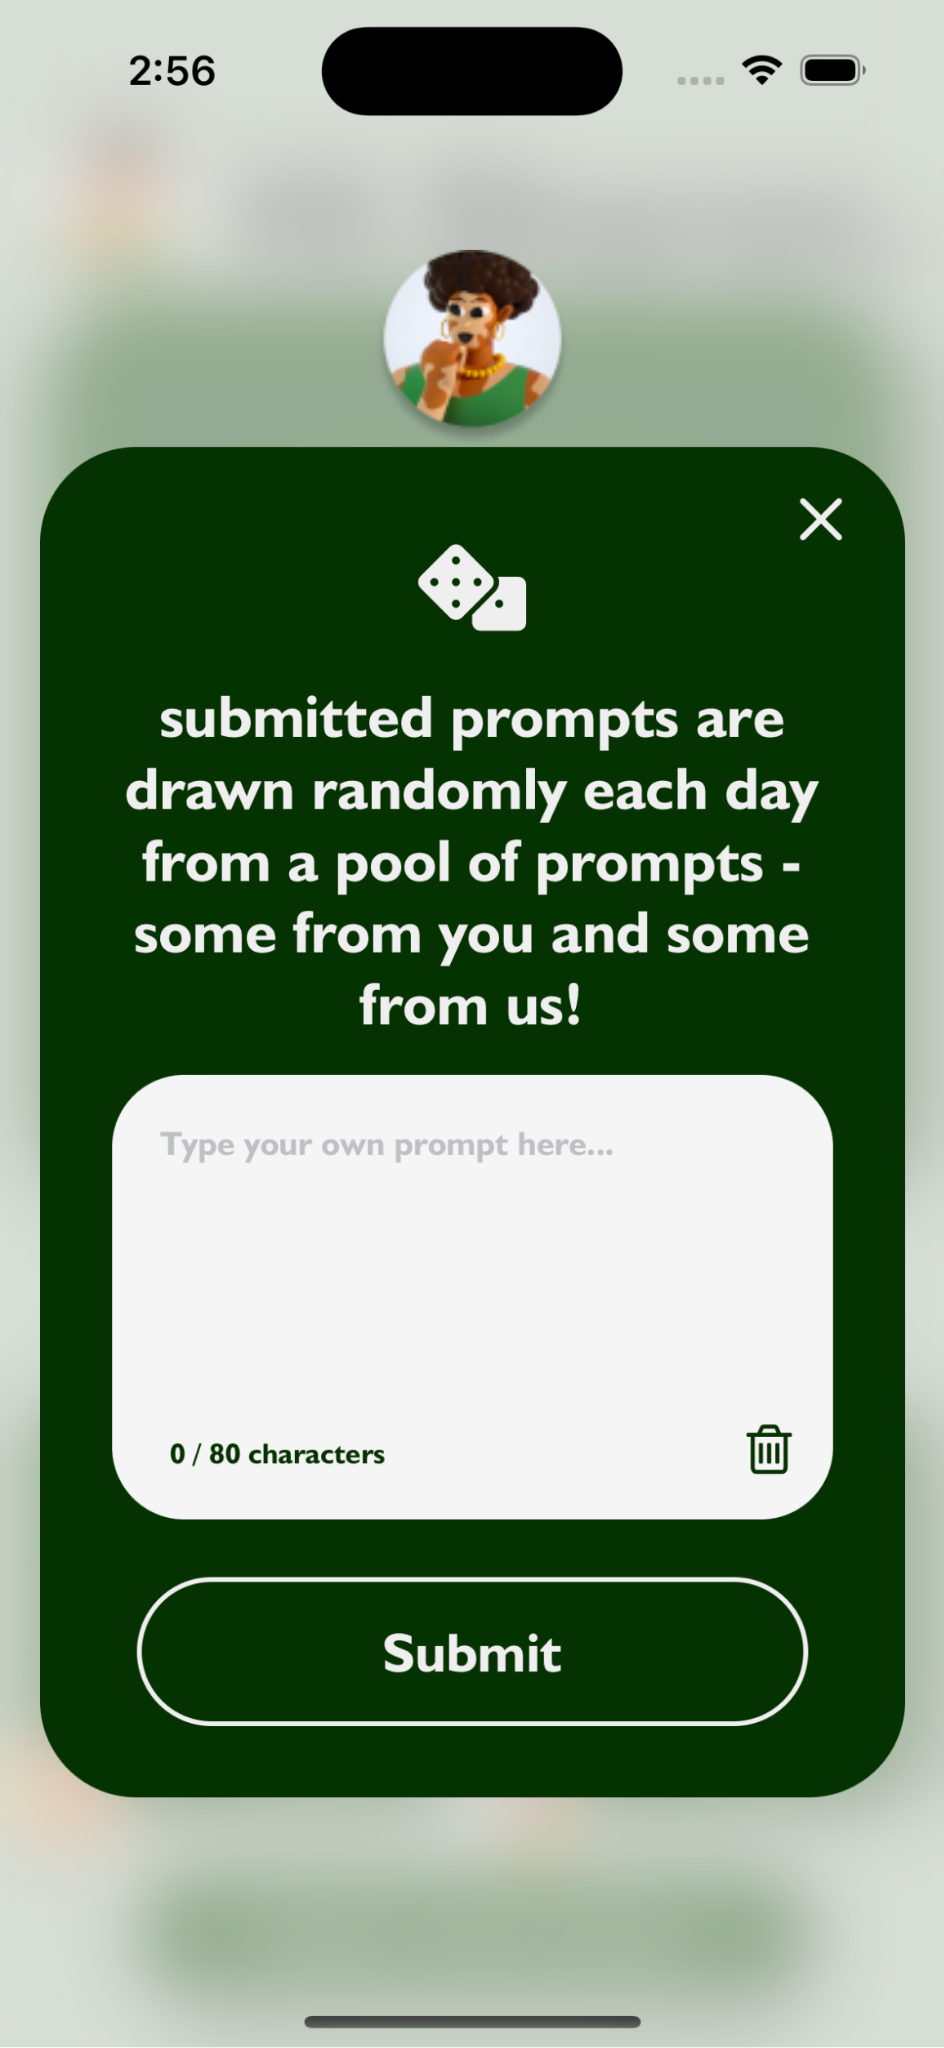 2:56
submitted prompts are
drawn randomly each day
from a pool of prompts -
some from you and some
from us!
Type your own prompt here...
0 / 80 characters
Submit